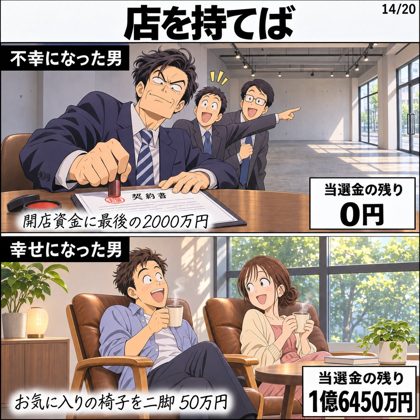 店を持てば
14/20
不幸になった男
契約書
開店資金に最後の2000万円
当選金の残り
0円
幸せになった男
お気に入りの椅子を二脚 50万円
当選金の残り
1億6450万円